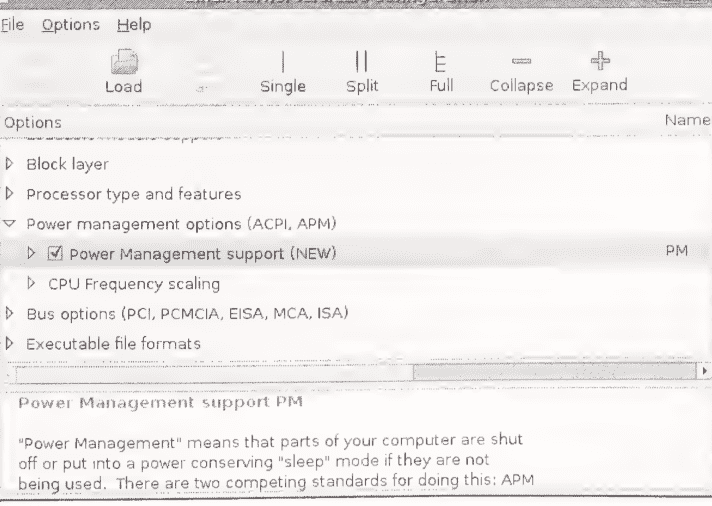 File Options Help
Load Single Split Full Collapse Expand
Options Name
Block layer
Processor type and features
Power management options (ACPI, APM)
Power Management support (NEW) PM
CPU Frequency scaling
Bus options (PCI, PCMCIA, EISA, MCA, ISA)
Executable file formats
Power Management support PM
"Power Management" means that parts of your computer are shut
off or put into a power conserving "sleep" mode if they are not
being used. There are two competing standards for doing this: APM